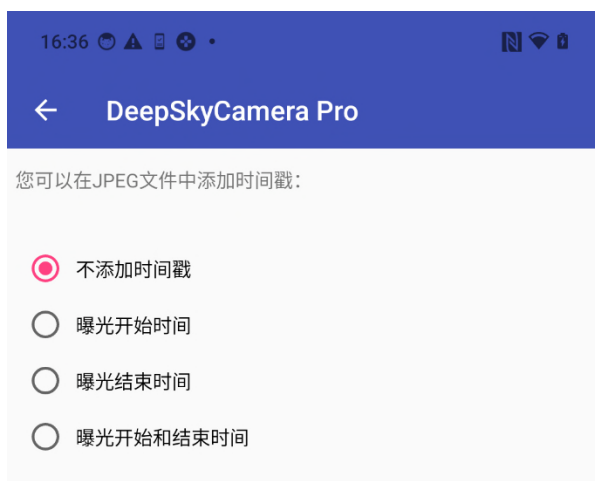 16:36
DeepSkyCamera Pro
您可以在JPEG文件中添加时间戳：
不添加时间戳
曝光开始时间
曝光结束时间
曝光开始和结束时间